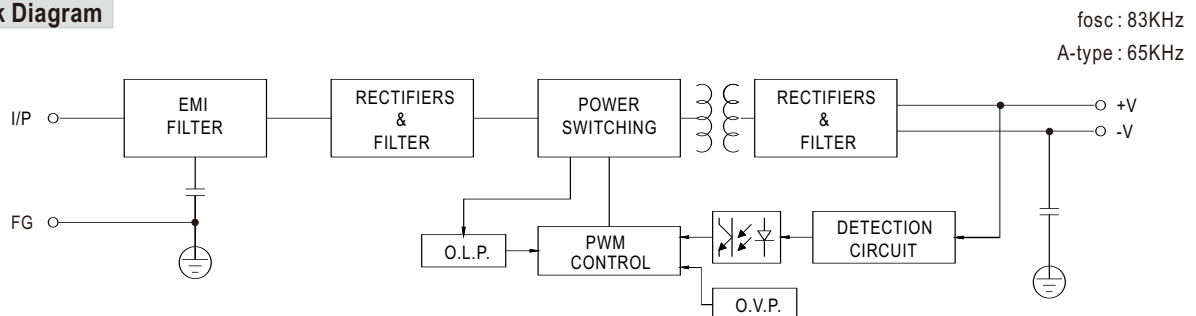 Diagram
fosc : 83KHz
A-type : 65KHz
I/P
EMI
FILTER
RECTIFIERS
&
FILTER
POWER
SWITCHING
RECTIFIERS
&
FILTER
+V
-V
FG
O.L.P.
PWM
CONTROL
DETECTION
CIRCUIT
O.V.P.